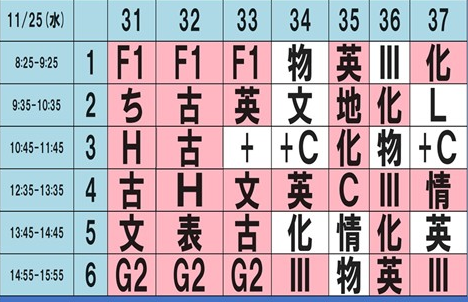 11/25(水) 31 32 33 34 35 36 37
8:25-9:25 1 F1 F1 F1 物 英 Ⅲ 化
9:35-10:35 2 ち 古 英 文 地 化 L
10:45-11:45 3 H 古 + +C 化 物 +C
12:35-13:35 4 古 H 文 英 C Ⅲ 情
13:45-14:45 5 文 表 古 化 情 化 英
14:55-15:55 6 G2 G2 G2 Ⅲ 物 英 Ⅲ